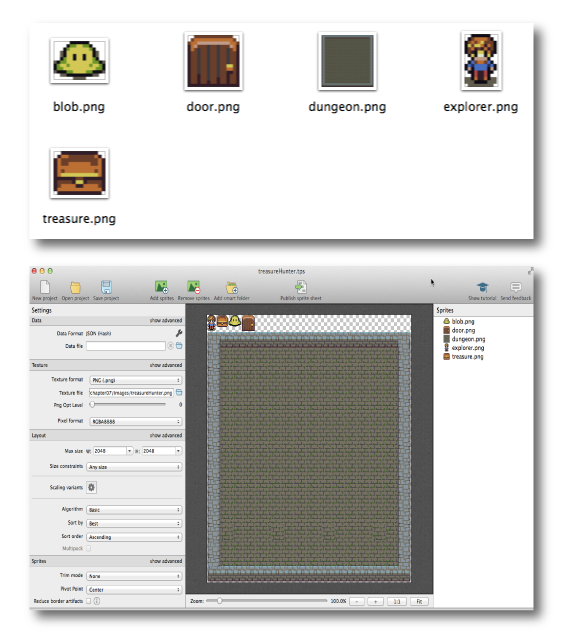 blob.png
door.png
dungeon.png
explorer.png
treasure.png
treasureHunter.tps
New project Open project Save project Add sprites Remove sprites Add smart folder Publish sprite sheet Show tutorial Send feedback
Settings
Data show advanced
Data Format JSON (Hash)
Data file
Texture show advanced
Texture format PNG (.png)
Texture file chapter07/images/treasureHunter.png
Png Opt Level 0
Pixel format RGBA8888
Layout show advanced
Max size W: 2048 H: 2048
Size constraints Any size
Scaling variants
Algorithm Basic
Sort by Best
Sort order Ascending
Multipack
Sprites show advanced
Trim mode None
Pivot Point Center
Reduce border artifacts
Zoom: 100.0% - + 1:1 Fit
Sprites
blob.png
door.png
dungeon.png
explorer.png
treasure.png